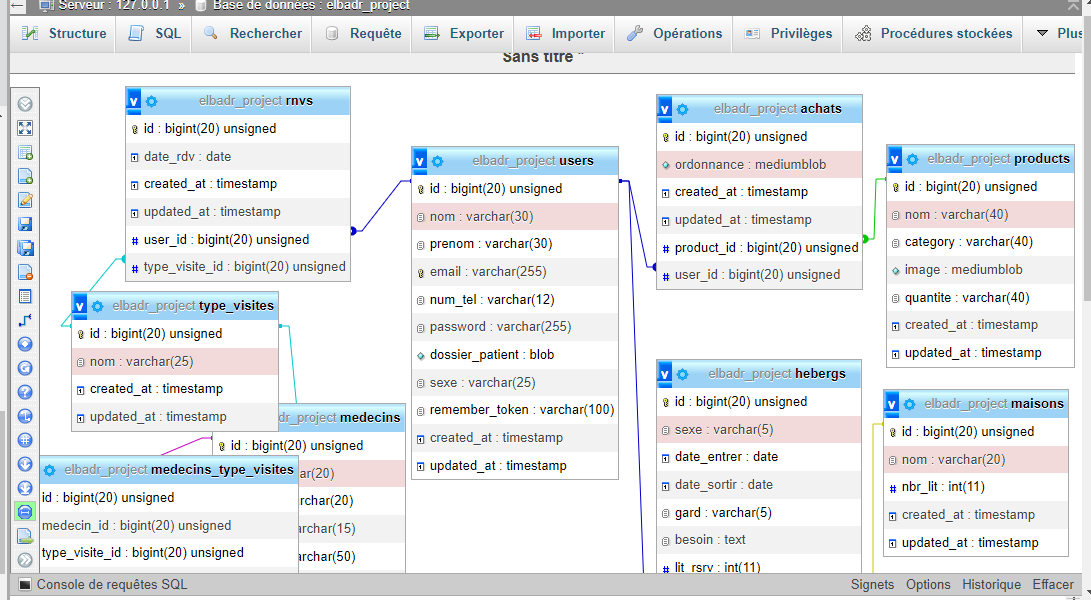 Serveur : 127.0.0.1 » Base de données : elbadr_project
Structure SQL Rechercher Requête Exporter Importer Opérations Privilèges Procédures stockées Plus
Sans titre *
elbadr_project rnvs
id : bigint(20) unsigned
date_rdv : date
created_at : timestamp
updated_at : timestamp
user_id : bigint(20) unsigned
type_visite_id : bigint(20) unsigned
elbadr_project type_visites
id : bigint(20) unsigned
nom : varchar(25)
created_at : timestamp
updated_at : timestamp
dr_project medecins
id : bigint(20) unsigned
ar(20)
rchar(20)
archar(15)
archar(50)
elbadr_project medecins_type_visites
id : bigint(20) unsigned
medecin_id : bigint(20) unsigned
type_visite_id : bigint(20) unsigned
elbadr_project users
id : bigint(20) unsigned
nom : varchar(30)
prenom : varchar(30)
email : varchar(255)
num_tel : varchar(12)
password : varchar(255)
dossier_patient : blob
sexe : varchar(25)
remember_token : varchar(100)
created_at : timestamp
updated_at : timestamp
elbadr_project achats
id : bigint(20) unsigned
ordonnance : mediumblob
created_at : timestamp
updated_at : timestamp
product_id : bigint(20) unsigned
user_id : bigint(20) unsigned
elbadr_project products
id : bigint(20) unsigned
nom : varchar(40)
category : varchar(40)
image : mediumblob
quantite : varchar(40)
created_at : timestamp
updated_at : timestamp
elbadr_project hebergs
id : bigint(20) unsigned
sexe : varchar(5)
date_entrer : date
date_sortir : date
gard : varchar(5)
besoin : text
lit_rsrv : int(11)
elbadr_project maisons
id : bigint(20) unsigned
nom : varchar(20)
nbr_lit : int(11)
created_at : timestamp
updated_at : timestamp
Console de requêtes SQL
Signets Options Historique Effacer